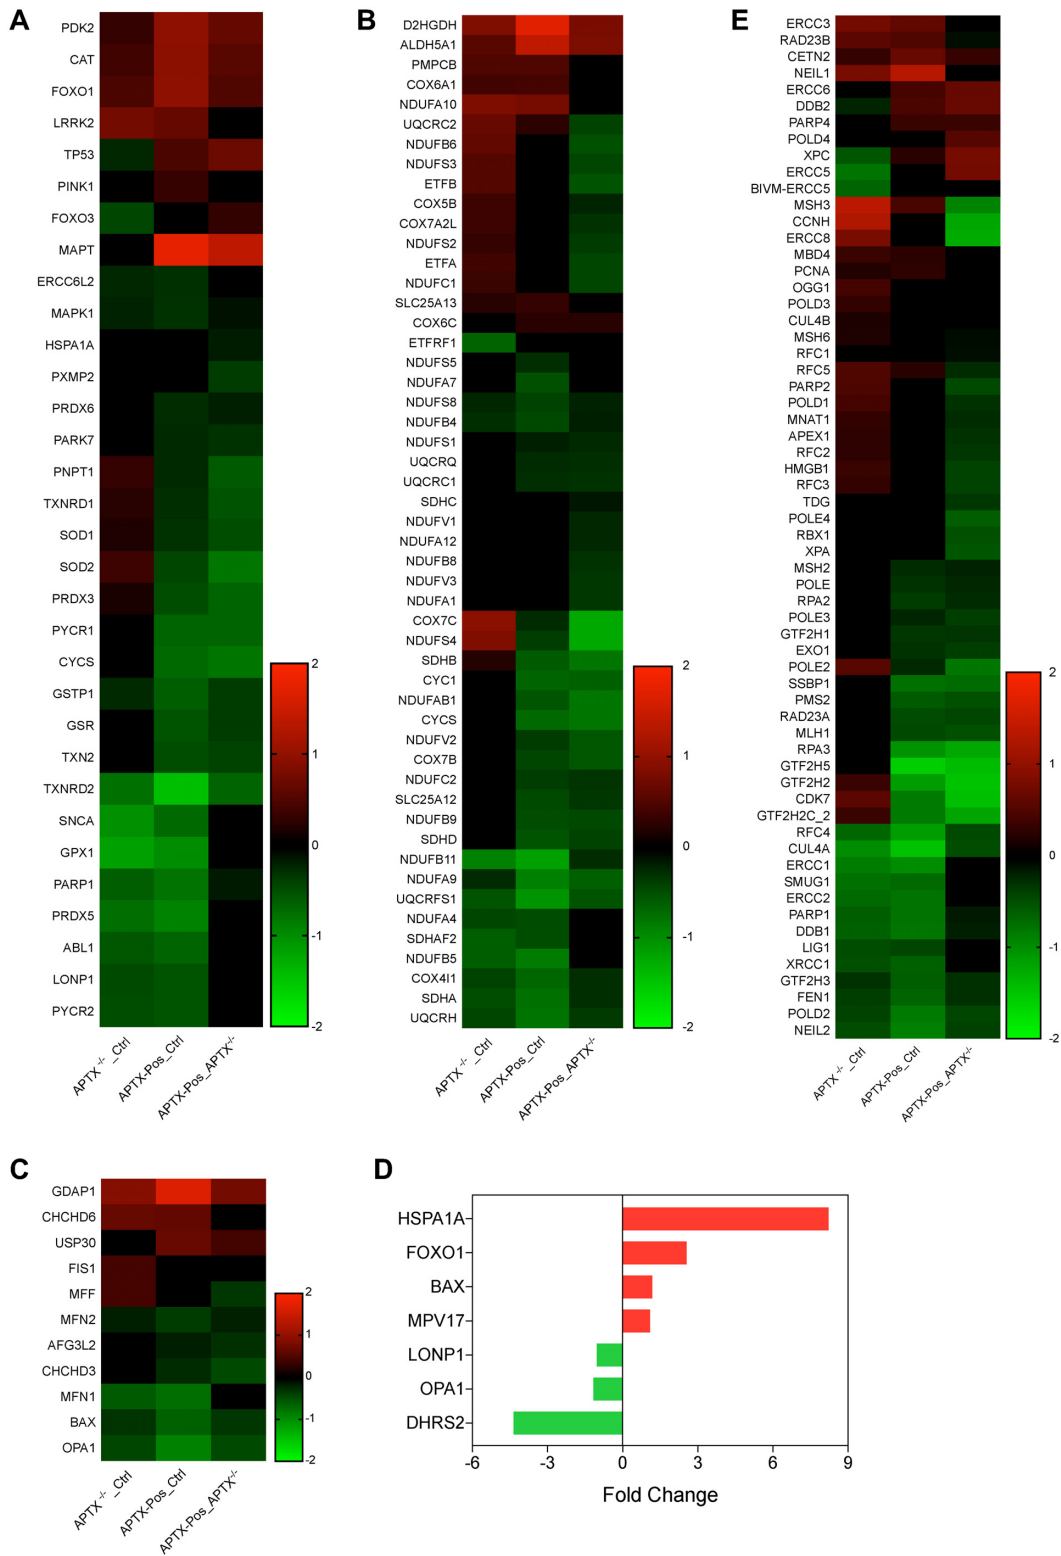 A
PDK2
CAT
FOXO1
LRRK2
TP53
PINK1
FOXO3
MAPT
ERCC6L2
MAPK1
HSPA1A
PXMP2
PRDX6
PARK7
PNPT1
TXNRD1
SOD1
SOD2
PRDX3
PYCR1
CYCS
GSTP1
GSR
TXN2
TXNRD2
SNCA
GPX1
PARP1
PRDX5
ABL1
LONP1
PYCR2
2
1
0
-1
-2
APTX -/-_Ctrl
APTX-Pos_Ctrl
APTX-Pos_APTX-/-
B
D2HGDH
ALDH5A1
PMPCB
COX6A1
NDUFA10
UQCRC2
NDUFB6
NDUFS3
ETFB
COX5B
COX7A2L
NDUFS2
ETFA
NDUFC1
SLC25A13
COX6C
ETFRF1
NDUFS5
NDUFA7
NDUFS8
NDUFB4
NDUFS1
UQCRQ
UQCRC1
SDHC
NDUFV1
NDUFA12
NDUFB8
NDUFV3
NDUFA1
COX7C
NDUFS4
SDHB
CYC1
NDUFAB1
CYCS
NDUFV2
COX7B
NDUFC2
SLC25A12
NDUFB9
SDHD
NDUFB11
NDUFA9
UQCRFS1
NDUFA4
SDHAF2
NDUFB5
COX4I1
SDHA
UQCRH
2
1
0
-1
-2
APTX -/-_Ctrl
APTX-Pos_Ctrl
APTX-Pos_APTX-/-
E
ERCC3
RAD23B
CETN2
NEIL1
ERCC6
DDB2
PARP4
POLD4
XPC
ERCC5
BIVM-ERCC5
MSH3
CCNH
ERCC8
MBD4
PCNA
OGG1
POLD3
CUL4B
MSH6
RFC1
RFC5
PARP2
POLD1
MNAT1
APEX1
RFC2
HMGB1
RFC3
TDG
POLE4
RBX1
XPA
MSH2
POLE
RPA2
POLE3
GTF2H1
EXO1
POLE2
SSBP1
PMS2
RAD23A
MLH1
RPA3
GTF2H5
GTF2H2
CDK7
GTF2H2C_2
RFC4
CUL4A
ERCC1
SMUG1
ERCC2
PARP1
DDB1
LIG1
XRCC1
GTF2H3
FEN1
POLD2
NEIL2
2
1
0
-1
-2
APTX -/-_Ctrl
APTX-Pos_Ctrl
APTX-Pos_APTX-/-
C
GDAP1
CHCHD6
USP30
FIS1
MFF
MFN2
AFG3L2
CHCHD3
MFN1
BAX
OPA1
2
1
0
-1
-2
APTX -/-_Ctrl
APTX-Pos_Ctrl
APTX-Pos_APTX-/-
D
HSPA1A
FOXO1
BAX
MPV17
LONP1
OPA1
DHRS2
-6 -3 0 3 6 9
Fold Change